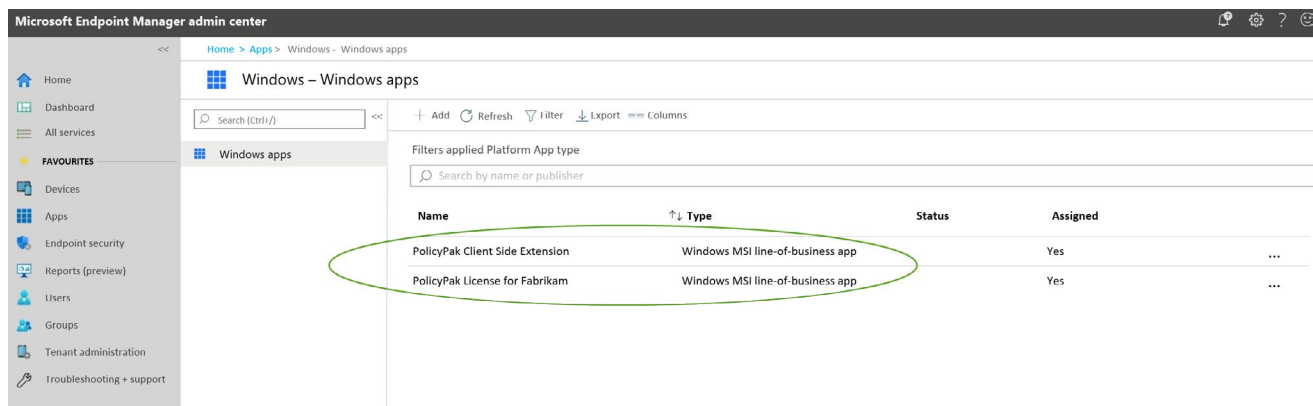 Microsoft Endpoint Manager admin center
<<
Home > Apps > Windows - Windows apps
Home
Dashboard
All services
FAVOURITES
Devices
Apps
Endpoint security
Reports (preview)
Users
Groups
Tenant administration
Troubleshooting + support
Windows – Windows apps
Search (Ctrl+/)
<<
Windows apps
Add Refresh Filter Export Columns
Filters applied Platform App type
Search by name or publisher
Name ↑↓ Type Status Assigned
PolicyPak Client Side Extension Windows MSI line-of-business app Yes ...
PolicyPak License for Fabrikam Windows MSI line-of-business app Yes ...